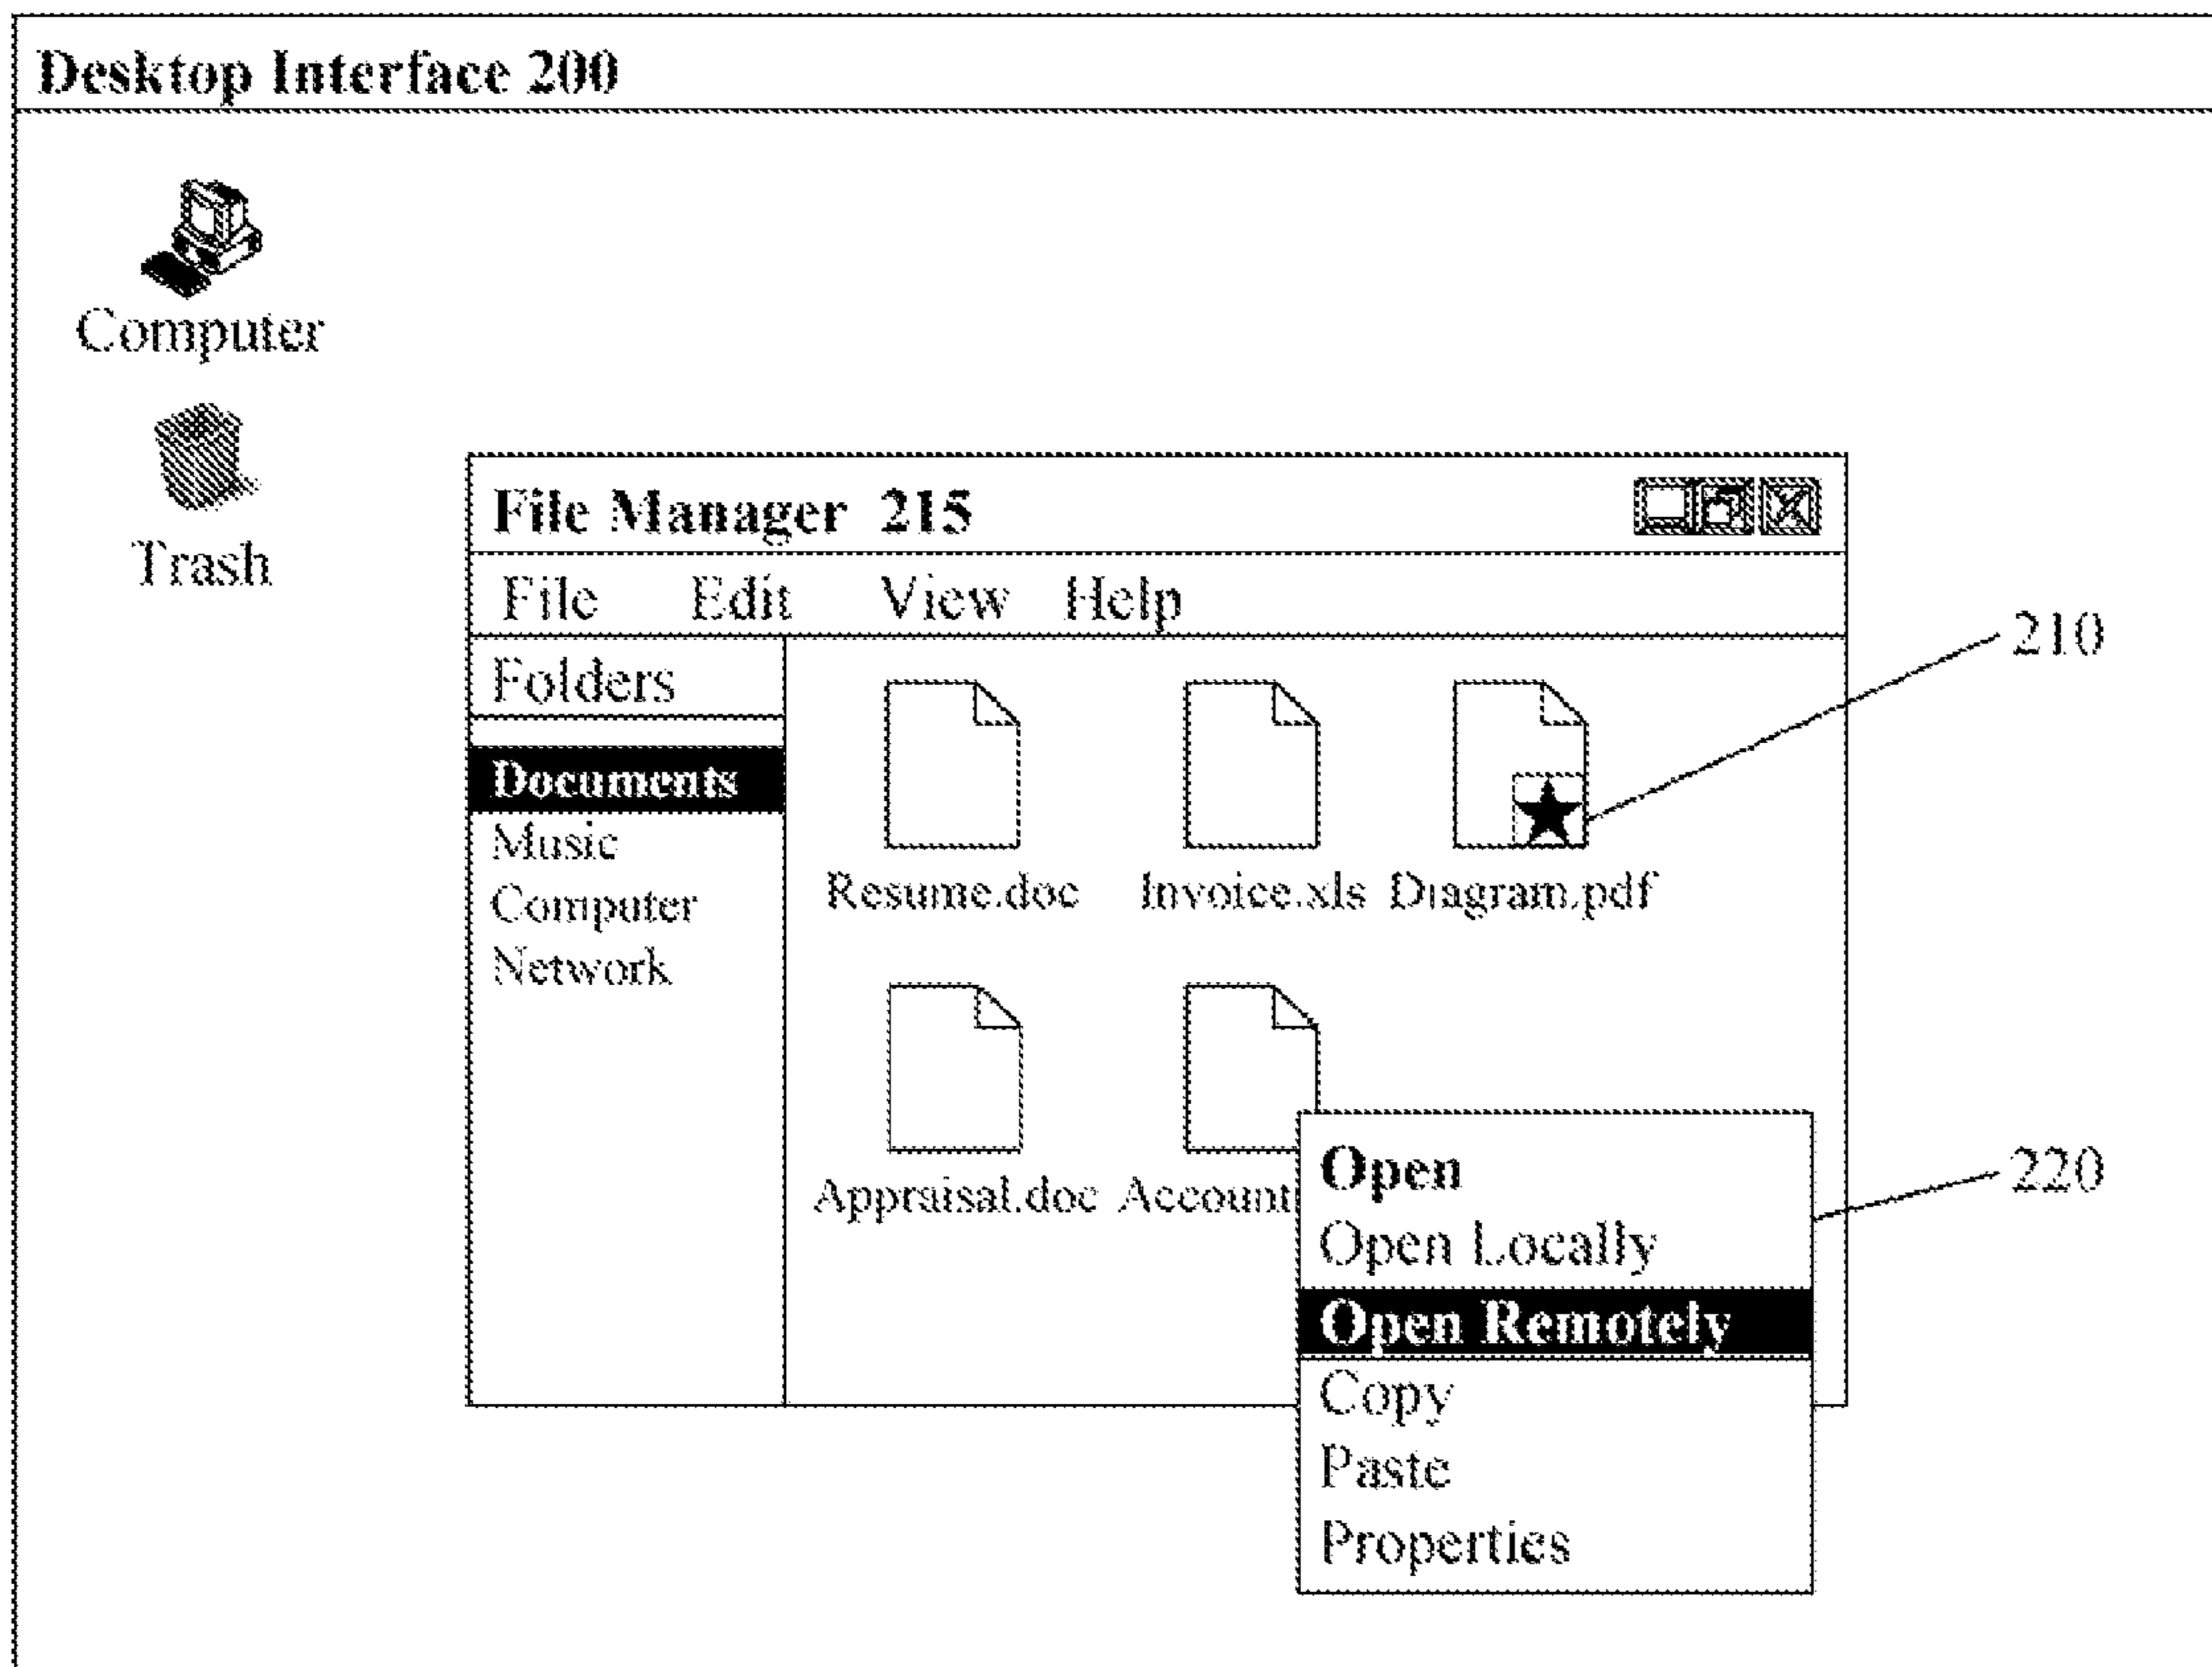 Desktop Interface 200
Computer
Trash
File Manager 215
File Edit View Help
210
Folders
Documents
Music
Computer
Network
Resume.doc Invoice.xls Diagram.pdf
Appraisal.doc Account
220
Open
Open Locally
Open Remotely
Copy
Paste
Properties